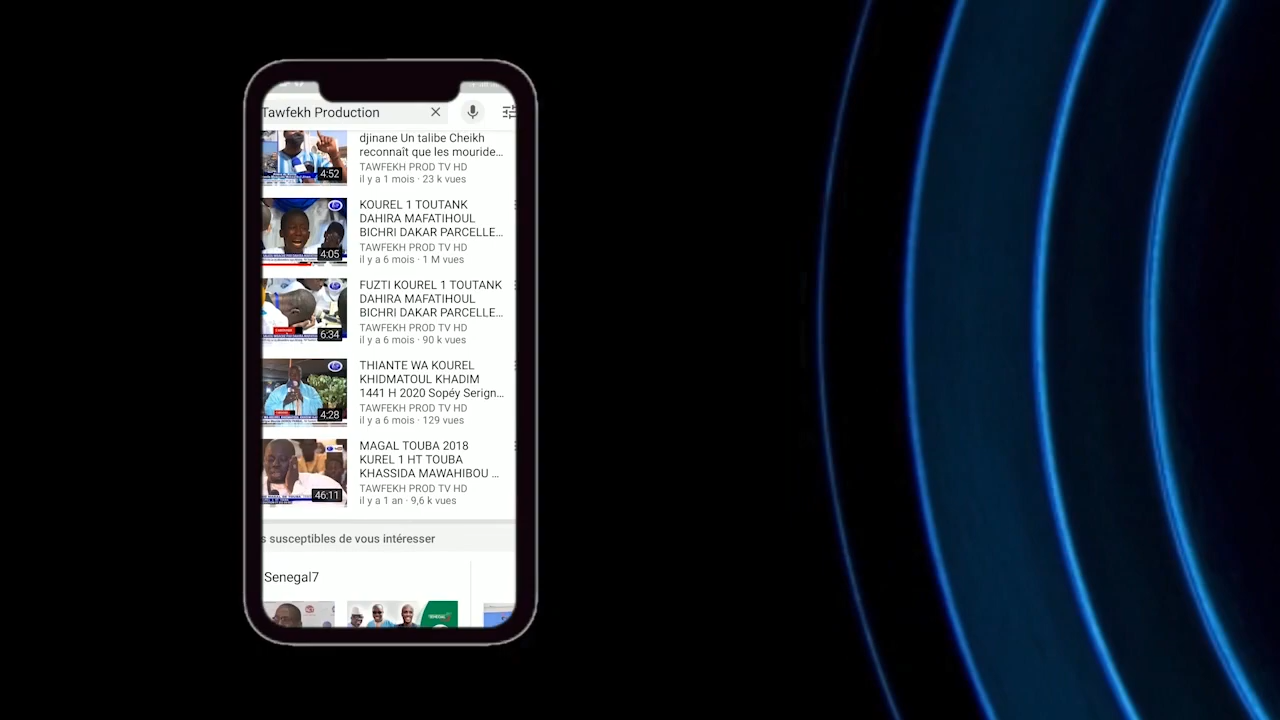 Tawfekh Production
djinane Un talibe Cheikh
reconnaît que les mouride...
TAWFEKH PROD TV HD
il y a 1 mois · 23 k vues
4:52
KOUREL 1 TOUTANK
DAHIRA MAFATIHOUL
BICHRI DAKAR PARCELLE...
TAWFEKH PROD TV HD
il y a 6 mois · 1 M vues
4:05
FUZTI KOUREL 1 TOUTANK
DAHIRA MAFATIHOUL
BICHRI DAKAR PARCELLE...
TAWFEKH PROD TV HD
il y a 6 mois · 90 k vues
6:34
THIANTE WA KOUREL
KHIDMATOUL KHADIM
1441 H 2020 Sopéy Serign...
TAWFEKH PROD TV HD
il y a 6 mois · 129 vues
4:28
MAGAL TOUBA 2018
KUREL 1 HT TOUBA
KHASSIDA MAWAHIBOU ...
TAWFEKH PROD TV HD
il y a 1 an · 9,6 k vues
46:11
s susceptibles de vous intéresser
Senegal7